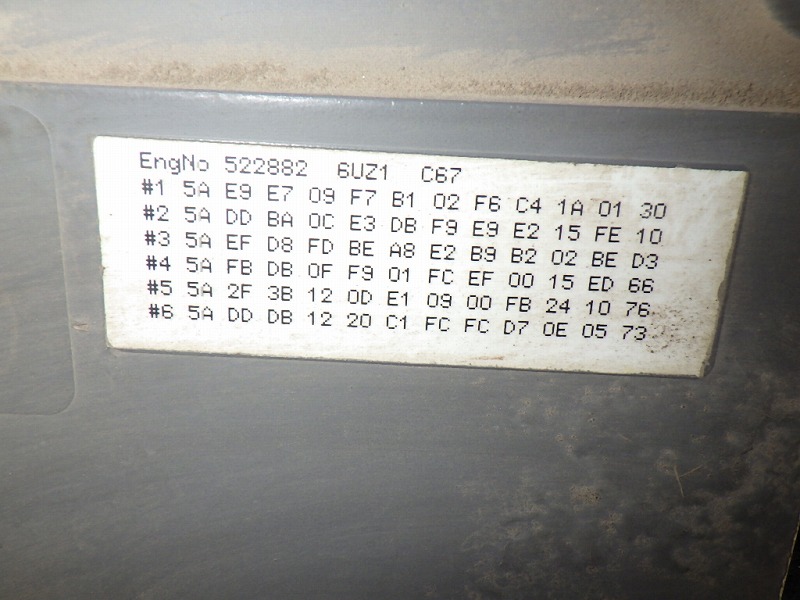 EngNo 522882 6UZ1 C67
#1 5A E9 E7 09 F7 B1 02 F6 C4 1A 01 30
#2 5A DD BA 0C E3 DB F9 E9 E2 15 FE 10
#3 5A EF D8 FD BE A8 E2 B9 B2 02 BE D3
#4 5A FB DB 0F F9 01 FC EF 00 15 ED 66
#5 5A 2F 3B 12 0D E1 09 00 FB 24 10 76
#6 5A DD DB 12 20 C1 FC FC D7 0E 05 73